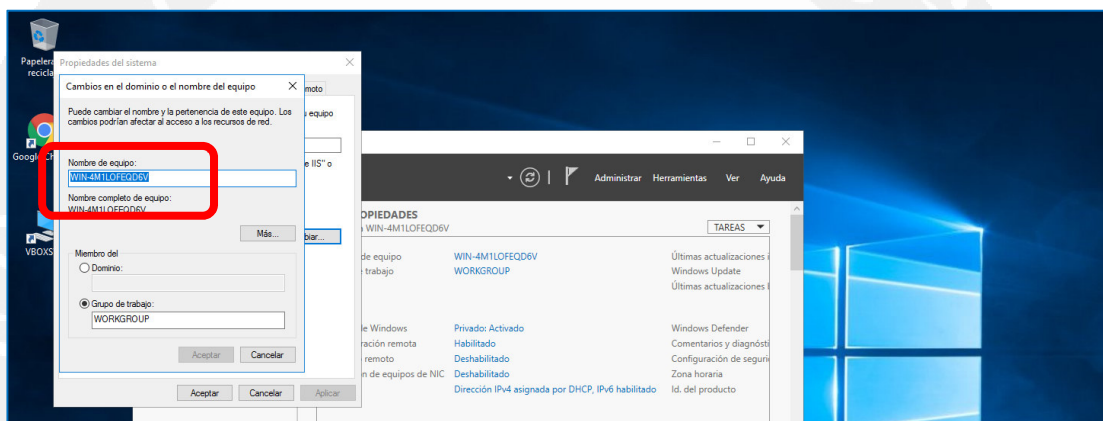 Papelera
recicla
Google Ch
VBOXS
Propiedades del sistema
Cambios en el dominio o el nombre del equipo
Puede cambiar el nombre y la pertenencia de este equipo. Los
cambios podrían afectar al acceso a los recursos de red.
Nombre de equipo:
WIN-4M1LOFEQD6V
Nombre completo de equipo:
WIN-4M1LOFEQD6V
Más...
Miembro del
Dominio:
Grupo de trabajo:
WORKGROUP
Aceptar Cancelar
moto
equipo
e IIS" o
biar...
Aceptar Cancelar Aplicar
Administrar Herramientas Ver Ayuda
OPIEDADES
WIN-4M1LOFEQD6V
TAREAS
de equipo WIN-4M1LOFEQD6V Últimas actualizaciones i
trabajo WORKGROUP Windows Update
Últimas actualizaciones
de Windows Privado: Activado Windows Defender
ración remota Habilitado Comentarios y diagnósti
remoto Deshabilitado Configuración de seguri
n de equipos de NIC Deshabilitado Zona horaria
Dirección IPv4 asignada por DHCP, IPv6 habilitado Id. del producto